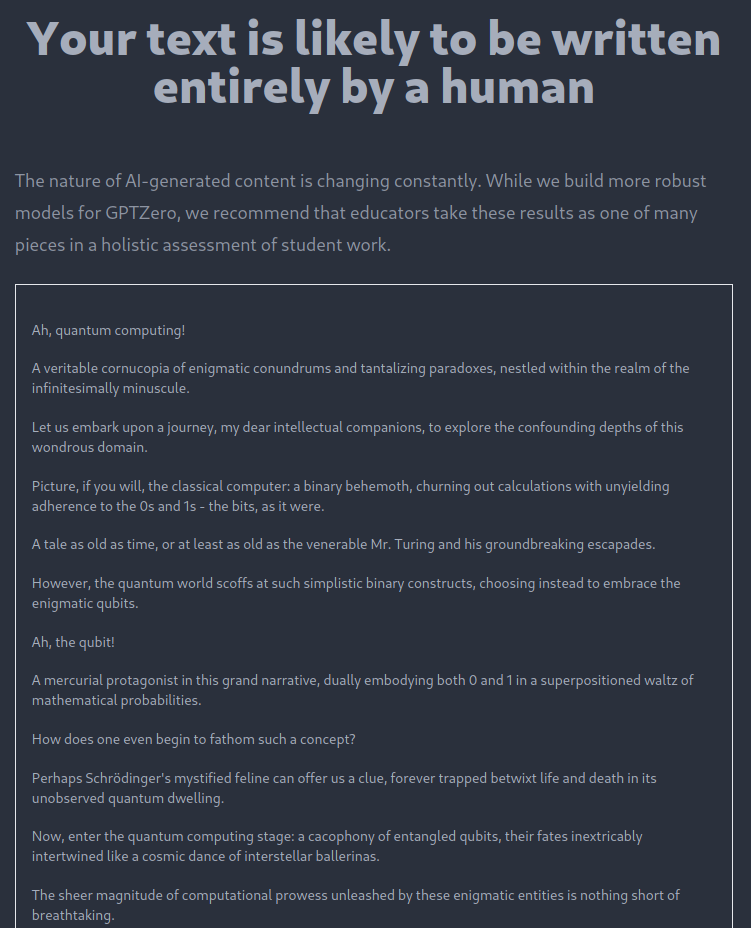 Your text is likely to be written
entirely by a human
The nature of AI-generated content is changing constantly. While we build more robust
models for GPTZero, we recommend that educators take these results as one of many
pieces in a holistic assessment of student work.
Ah, quantum computing!
A veritable cornucopia of enigmatic conundrums and tantalizing paradoxes, nestled within the realm of the
infinitesimally minuscule.
Let us embark upon a journey, my dear intellectual companions, to explore the confounding depths of this
wondrous domain.
Picture, if you will, the classical computer: a binary behemoth, churning out calculations with unyielding
adherence to the 0s and 1s - the bits, as it were.
A tale as old as time, or at least as old as the venerable Mr. Turing and his groundbreaking escapades.
However, the quantum world scoffs at such simplistic binary constructs, choosing instead to embrace the
enigmatic qubits.
Ah, the qubit!
A mercurial protagonist in this grand narrative, dually embodying both 0 and 1 in a superpositioned waltz of
mathematical probabilities.
How does one even begin to fathom such a concept?
Perhaps Schrödinger's mystified feline can offer us a clue, forever trapped betwixt life and death in its
unobserved quantum dwelling.
Now, enter the quantum computing stage: a cacophony of entangled qubits, their fates inextricably
intertwined like a cosmic dance of interstellar ballerinas.
The sheer magnitude of computational prowess unleashed by these enigmatic entities is nothing short of
breathtaking.